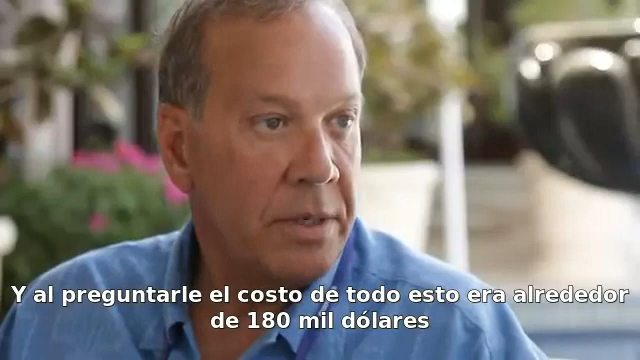 Y al preguntarle el costo de todo esto era alrededor
de 180 mil dólares